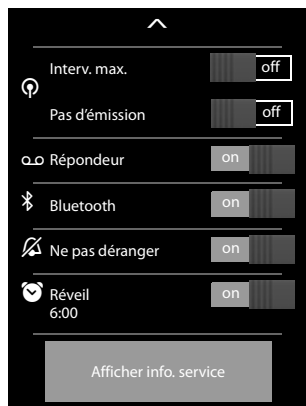 Interv. max.
off
Pas d'émission
off
Répondeur
on
Bluetooth
on
Ne pas déranger
on
Réveil
on
6:00
Afficher info. service